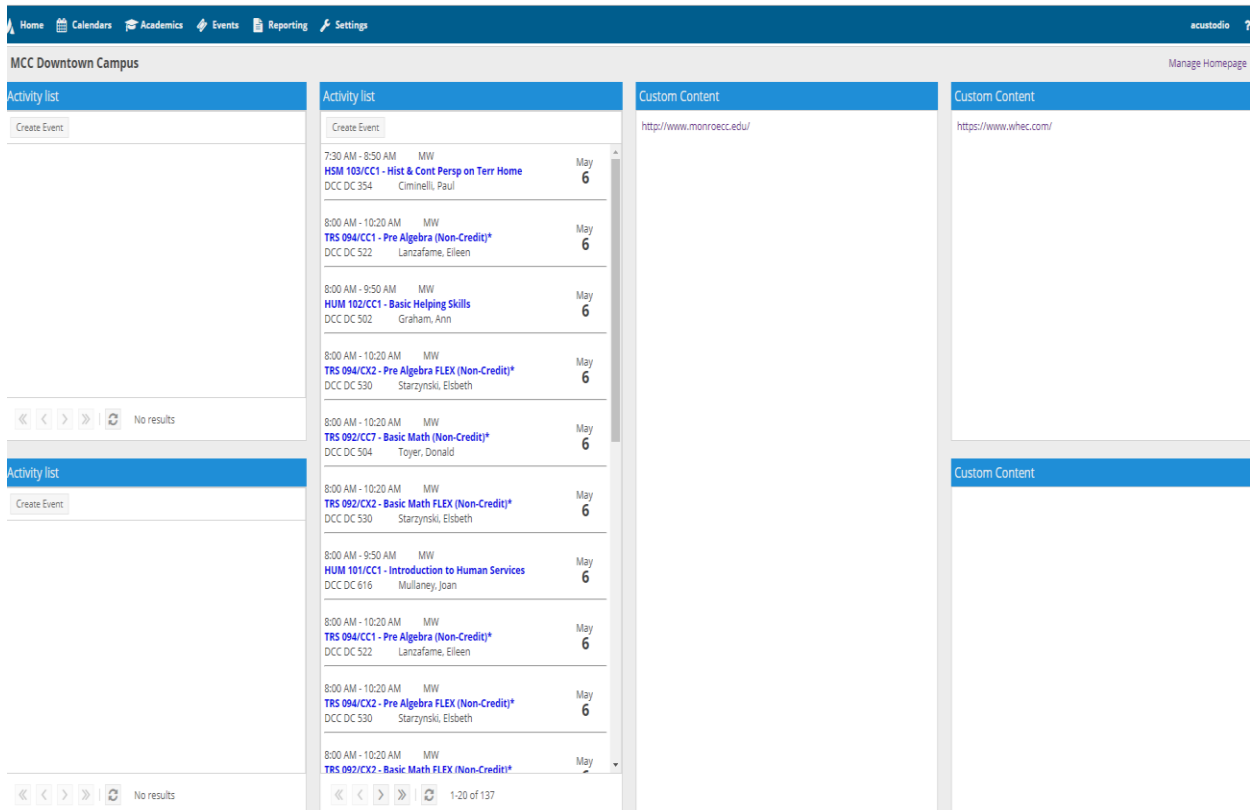 Home Calendars Academics Events Reporting Settings acustodio ?
MCC Downtown Campus Manage Homepage
Activity list
Create Event
No results
Activity list
Create Event
No results
Activity list
Create Event
7:30 AM - 8:50 AM MW
HSM 103/CC1 - Hist & Cont Persp on Terr Home
DCC DC 354 Ciminelli, Paul
May
6
8:00 AM - 10:20 AM MW
TRS 094/CC1 - Pre Algebra (Non-Credit)*
DCC DC 522 Lanzafame, Eileen
May
6
8:00 AM - 9:50 AM MW
HUM 102/CC1 - Basic Helping Skills
DCC DC 502 Graham, Ann
May
6
8:00 AM - 10:20 AM MW
TRS 094/CX2 - Pre Algebra FLEX (Non-Credit)*
DCC DC 530 Starzynski, Elsbeth
May
6
8:00 AM - 10:20 AM MW
TRS 092/CC7 - Basic Math (Non-Credit)*
DCC DC 504 Toyer, Donald
May
6
8:00 AM - 10:20 AM MW
TRS 092/CX2 - Basic Math FLEX (Non-Credit)*
DCC DC 530 Starzynski, Elsbeth
May
6
8:00 AM - 9:50 AM MW
HUM 101/CC1 - Introduction to Human Services
DCC DC 616 Mullaney, Joan
May
6
8:00 AM - 10:20 AM MW
TRS 094/CC1 - Pre Algebra (Non-Credit)*
DCC DC 522 Lanzafame, Eileen
May
6
8:00 AM - 10:20 AM MW
TRS 094/CX2 - Pre Algebra FLEX (Non-Credit)*
DCC DC 530 Starzynski, Elsbeth
May
6
8:00 AM - 10:20 AM MW
TRS 092/CX2 - Basic Math FLEX (Non-Credit)*
May
1-20 of 137
Custom Content
http://www.monroecc.edu/
Custom Content
https://www.whec.com/
Custom Content